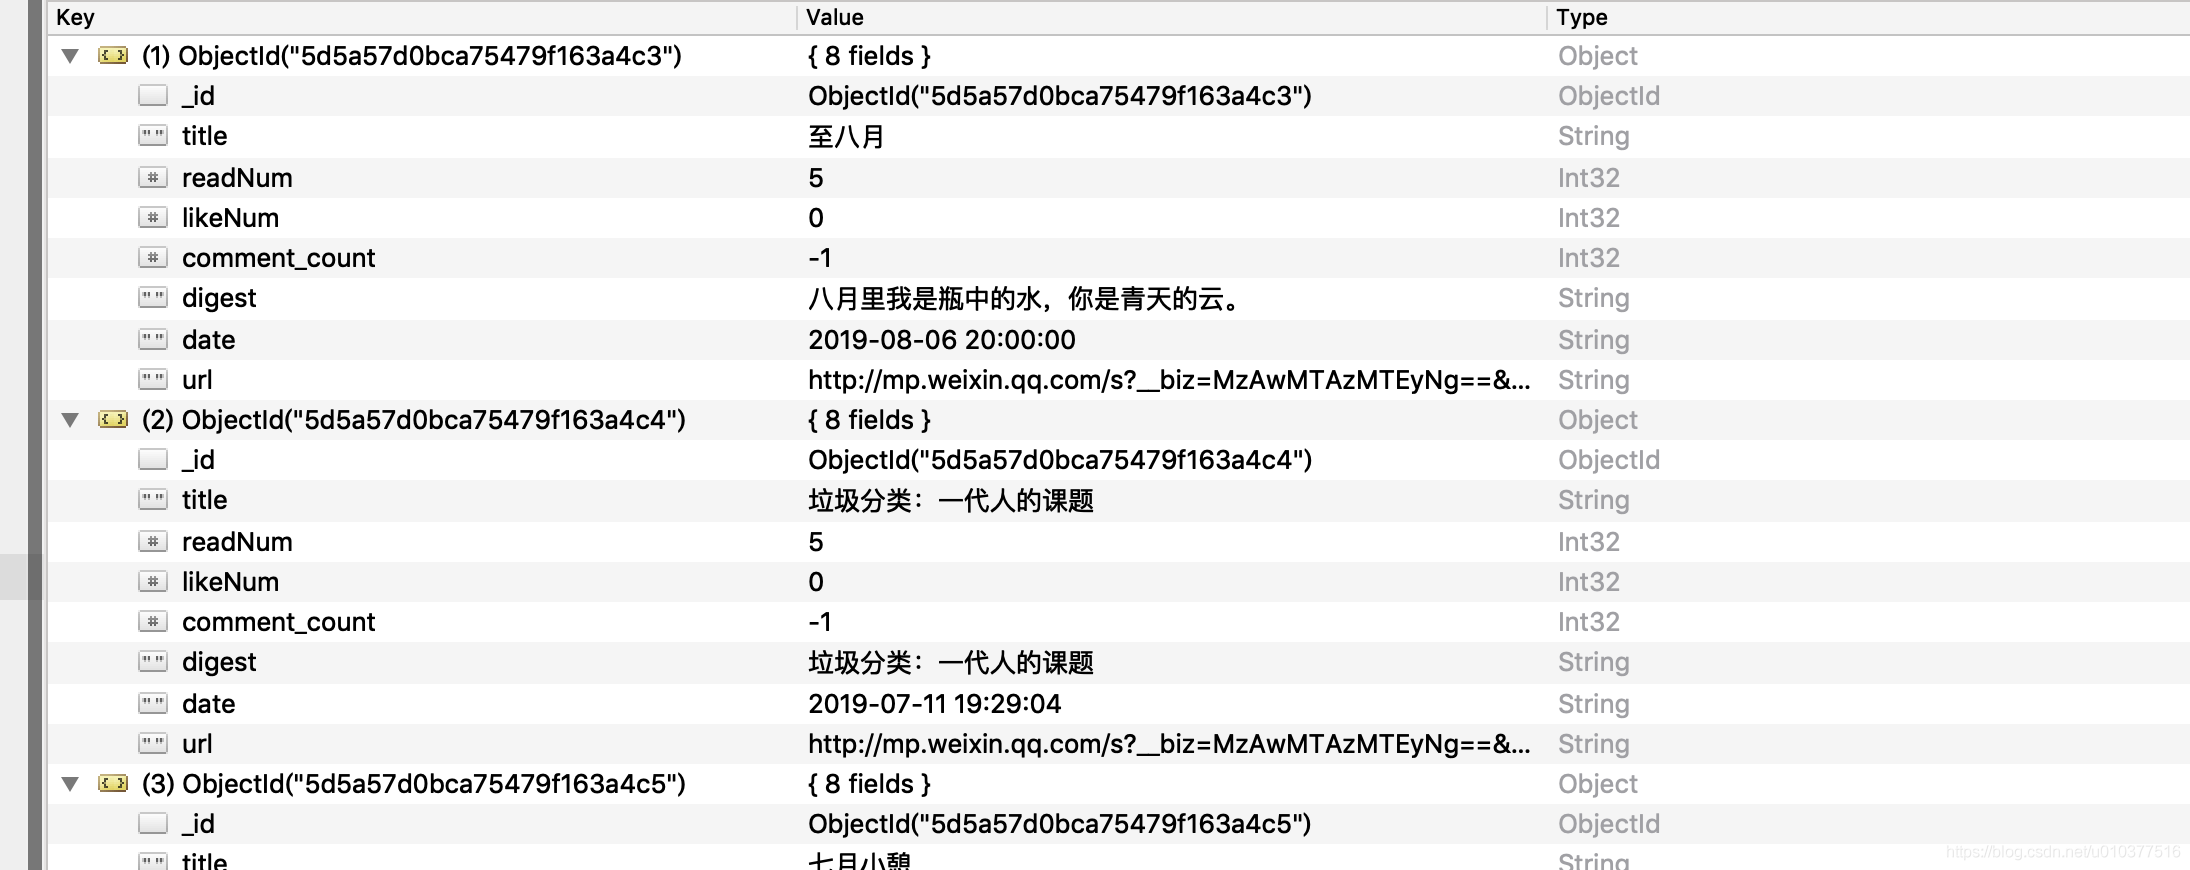 Key Value Type
(1) ObjectId("5d5a57d0bca75479f163a4c3") { 8 fields } Object
_id ObjectId("5d5a57d0bca75479f163a4c3") ObjectId
title 至八月 String
readNum 5 Int32
likeNum 0 Int32
comment_count -1 Int32
digest 八月里我是瓶中的水，你是青天的云。 String
date 2019-08-06 20:00:00 String
url http://mp.weixin.qq.com/s?__biz=MzAwMTAzMTEyNg==&... String
(2) ObjectId("5d5a57d0bca75479f163a4c4") { 8 fields } Object
_id ObjectId("5d5a57d0bca75479f163a4c4") ObjectId
title 垃圾分类：一代人的课题 String
readNum 5 Int32
likeNum 0 Int32
comment_count -1 Int32
digest 垃圾分类：一代人的课题 String
date 2019-07-11 19:29:04 String
url http://mp.weixin.qq.com/s?__biz=MzAwMTAzMTEyNg==&... String
(3) ObjectId("5d5a57d0bca75479f163a4c5") { 8 fields } Object
_id ObjectId("5d5a57d0bca75479f163a4c5") ObjectId
title 七月小憩 String
https://blog.csdn.net/u010377516